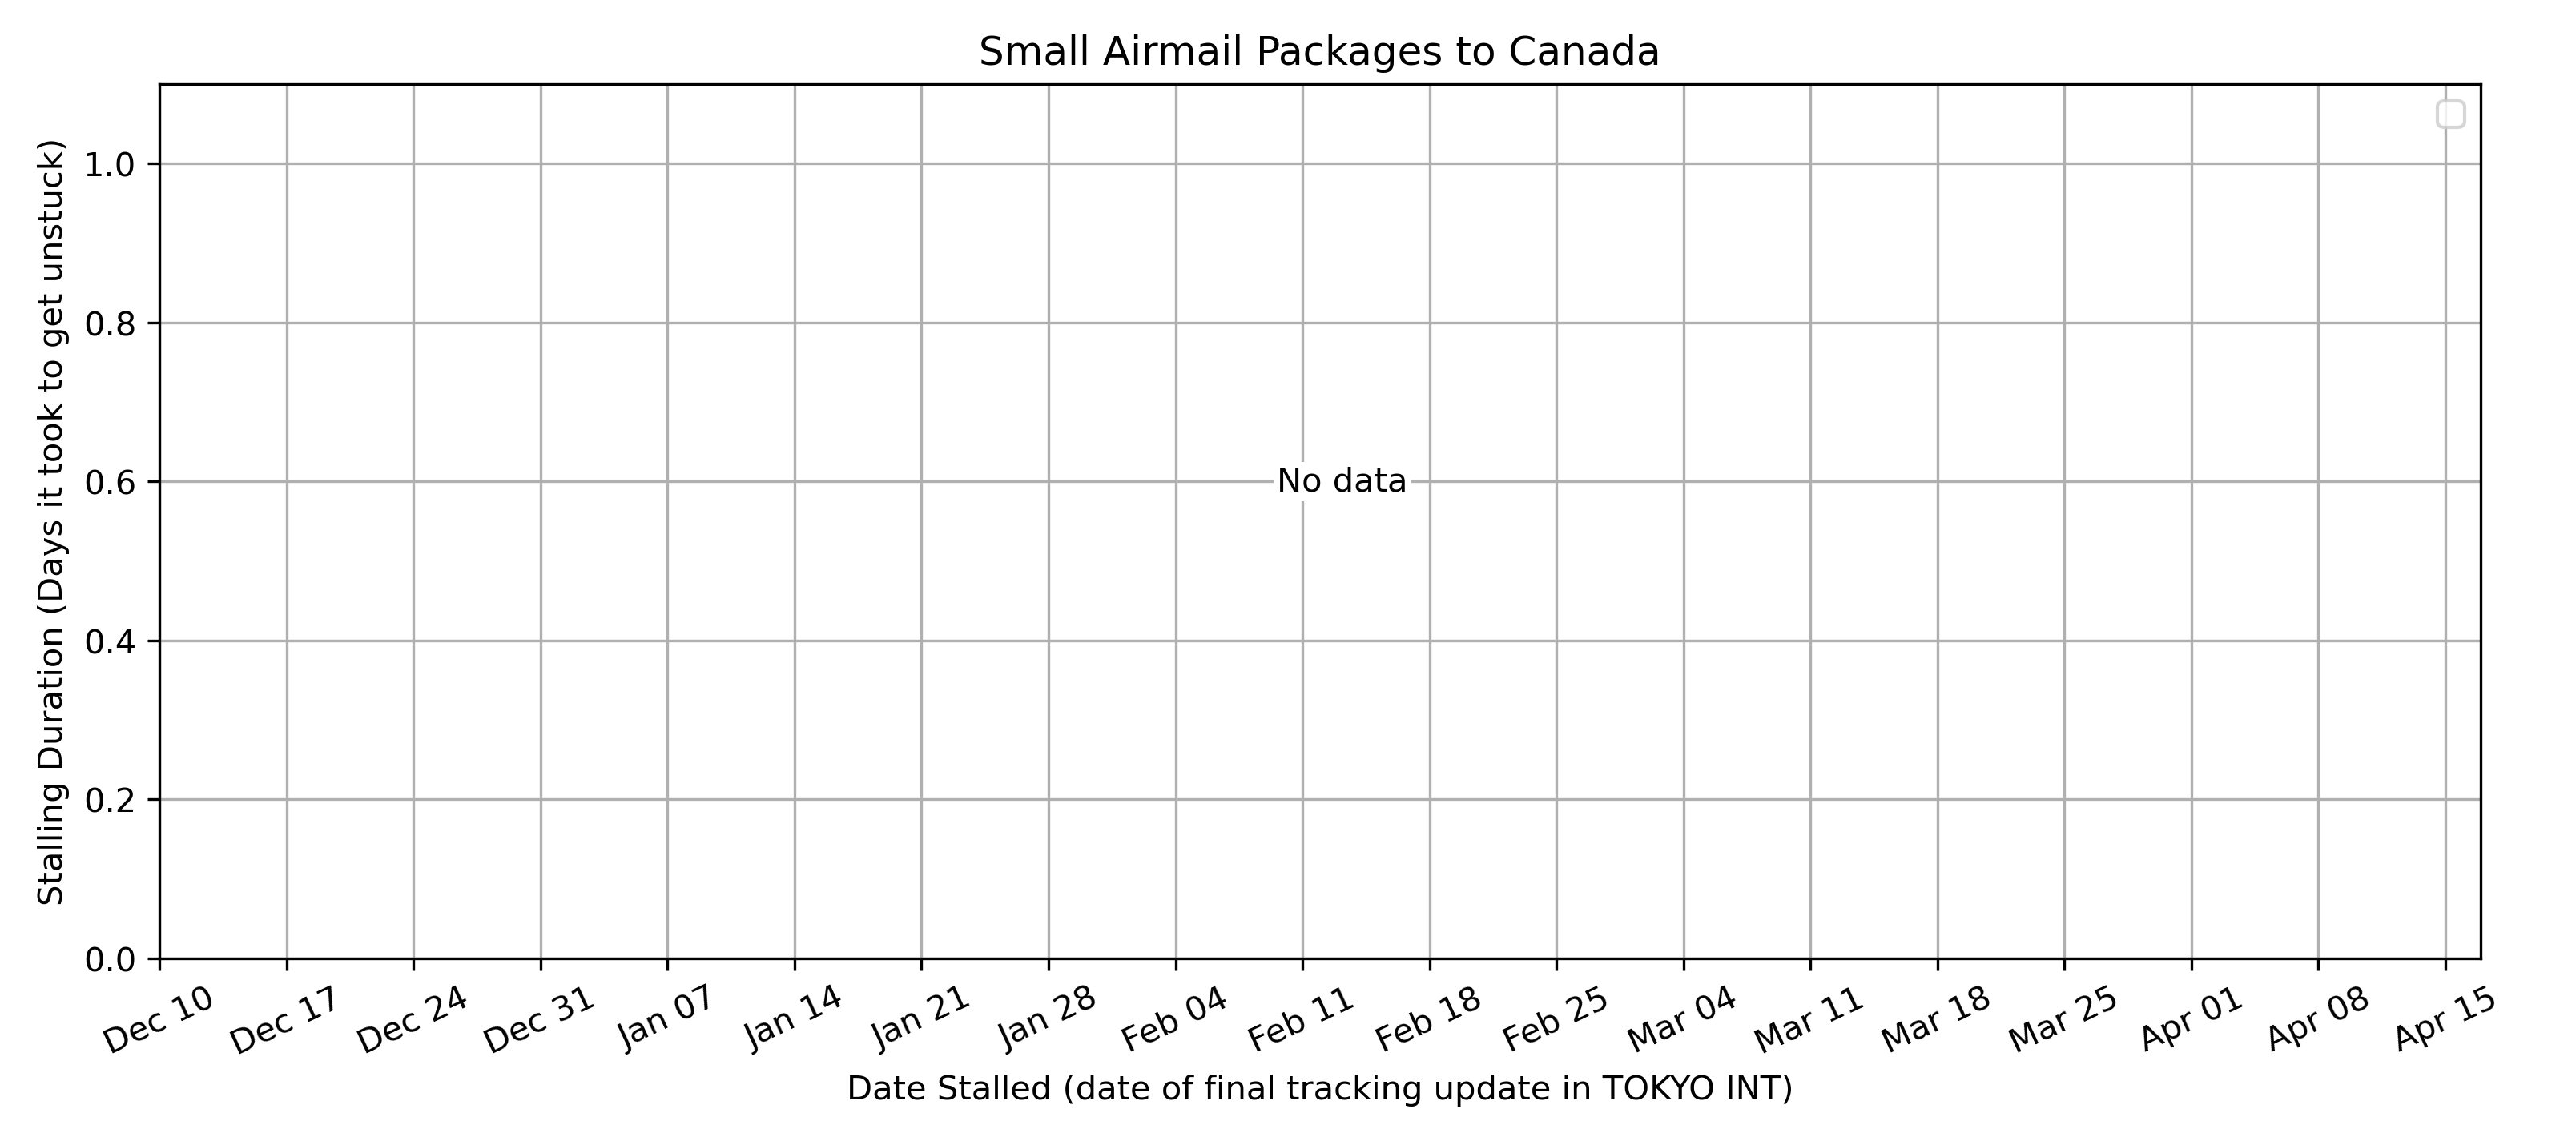 Small Airmail Packages to Canada
Stalling Duration (Days it took to get unstuck)
1.0
0.8
0.6
0.4
0.2
0.0
No data
Dec 10
Dec 17
Dec 24
Dec 31
Jan 07
Jan 14
Jan 21
Jan 28
Feb 04
Feb 11
Feb 18
Feb 25
Mar 04
Mar 11
Mar 18
Mar 25
Apr 01
Apr 08
Apr 15
Date Stalled (date of final tracking update in TOKYO INT)